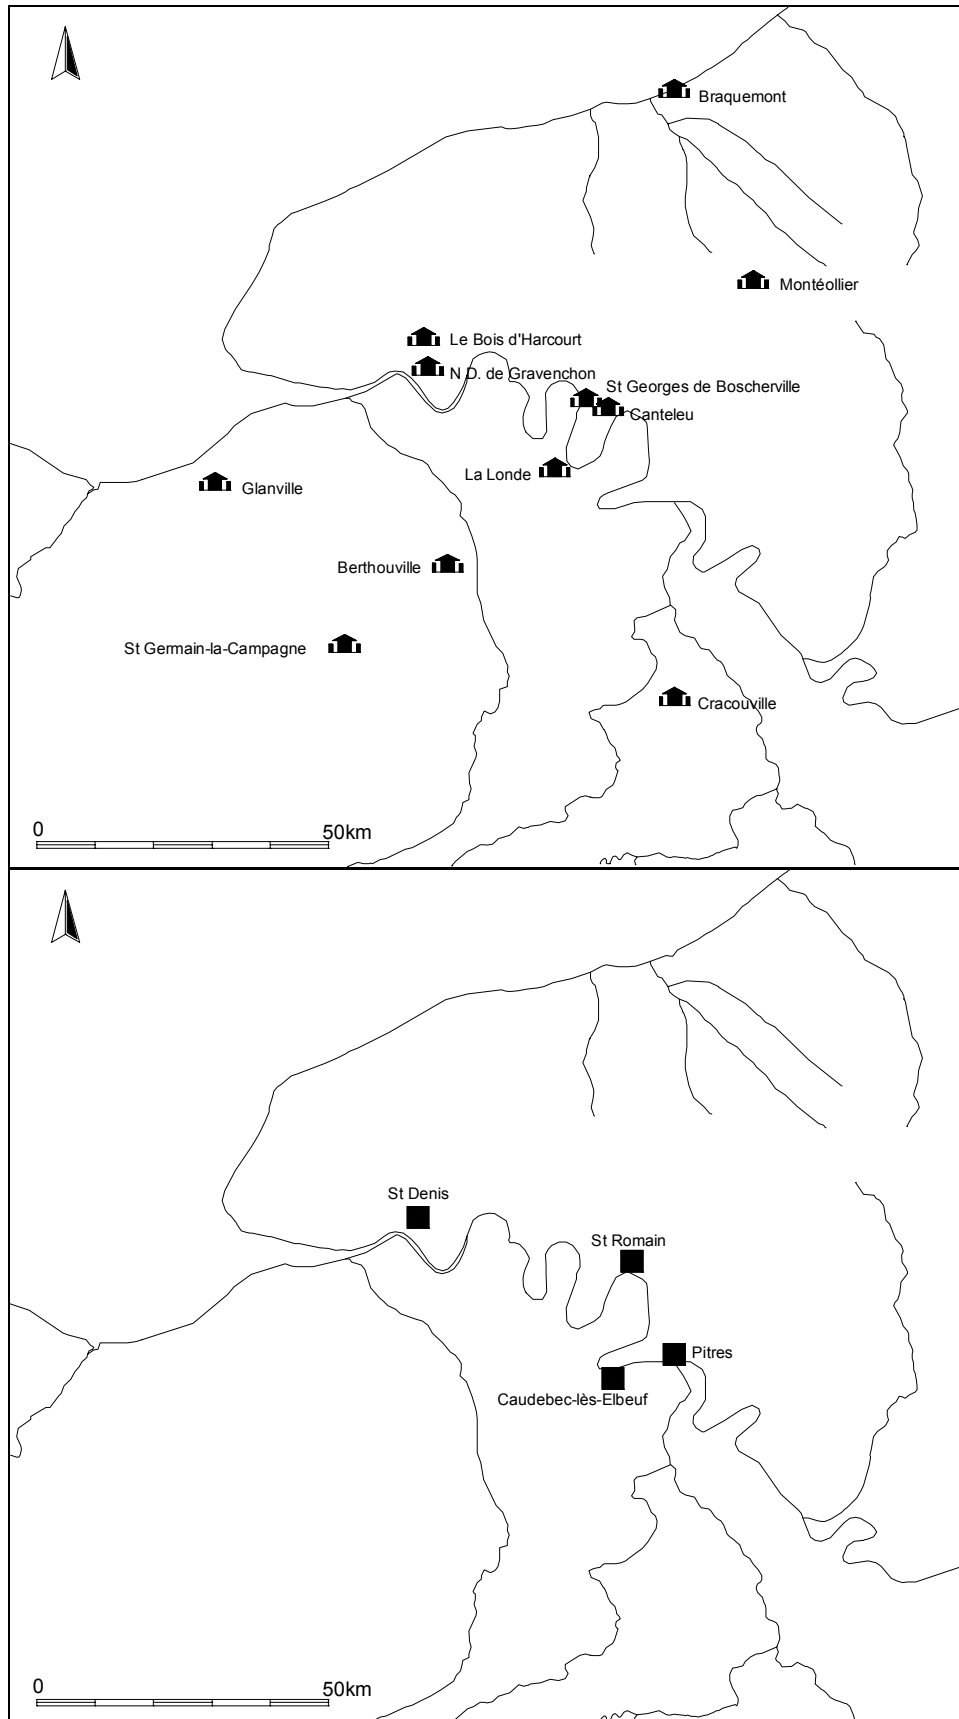 Braquemont
Montéollier
Le Bois d'Harcourt
N.D. de Gravenchon
St Georges de Boscherville
Canteleu
La Londe
Glanville
Berthouville
St Germain-la-Campagne
Cracouville
0 50km
St Denis
St Romain
Pitres
Caudebec-lès-Elbeuf
0 50km